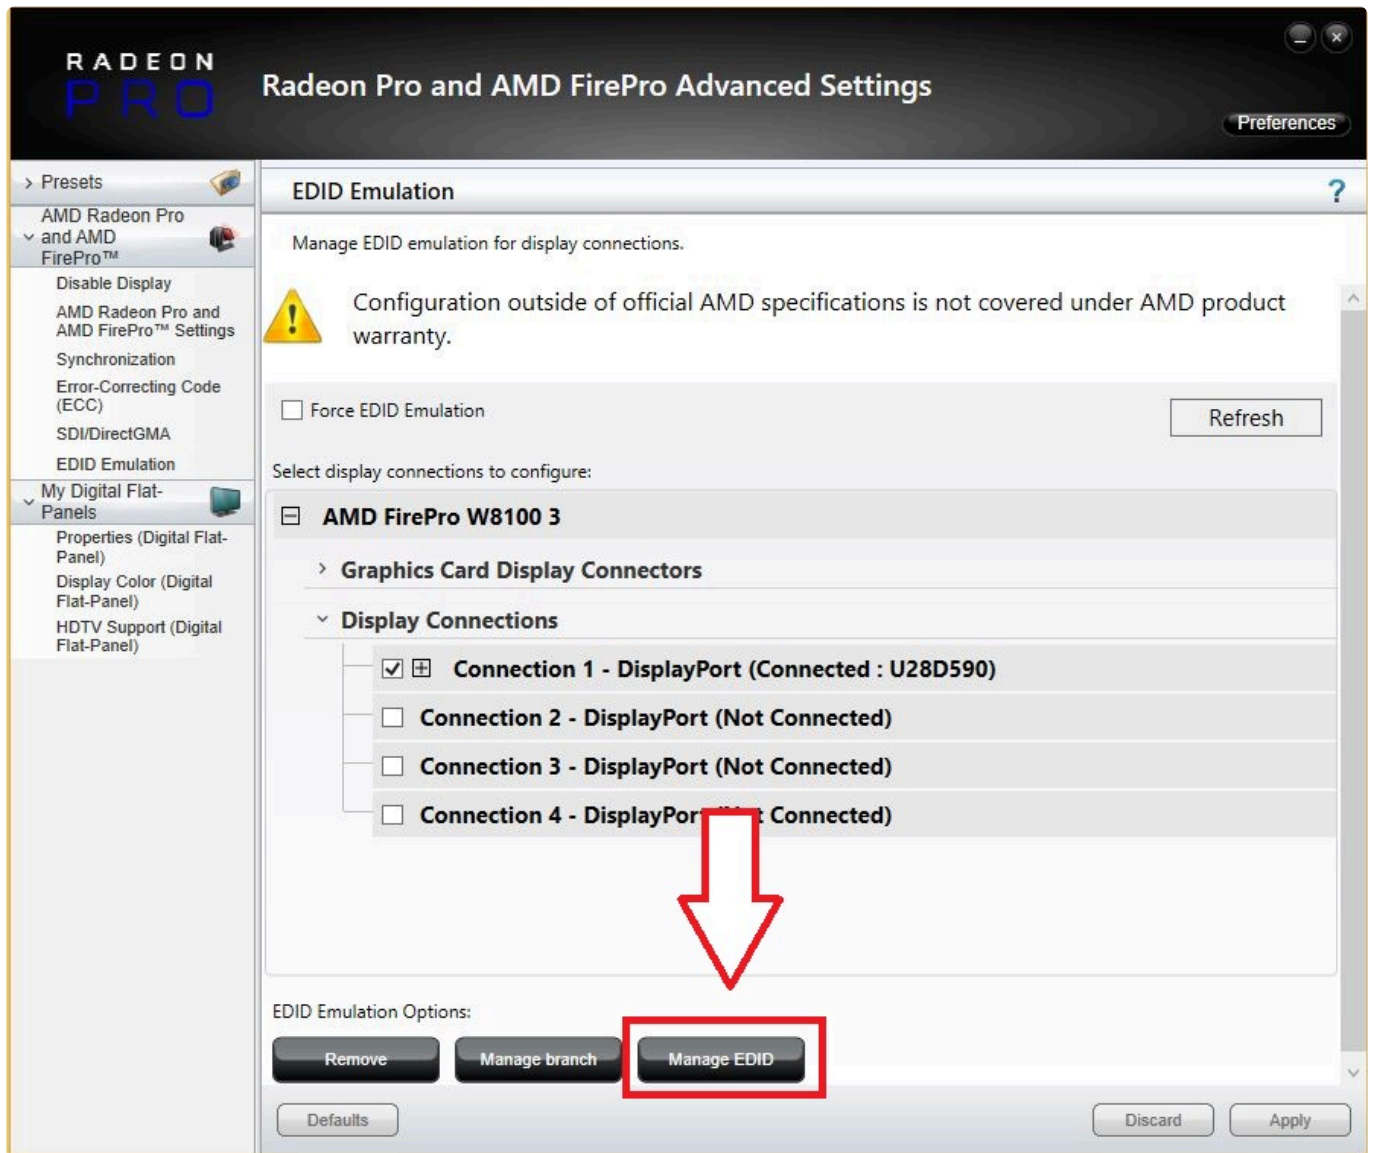 RADEON
PRO
Radeon Pro and AMD FirePro Advanced Settings
Preferences
Presets
AMD Radeon Pro
and AMD
FirePro™
Disable Display
AMD Radeon Pro and
AMD FirePro™ Settings
Synchronization
Error-Correcting Code
(ECC)
SDI/DirectGMA
EDID Emulation
My Digital Flat-
Panels
Properties (Digital Flat-
Panel)
Display Color (Digital
Flat-Panel)
HDTV Support (Digital
Flat-Panel)
EDID Emulation
?
Manage EDID emulation for display connections.
Configuration outside of official AMD specifications is not covered under AMD product
warranty.
Force EDID Emulation
Refresh
Select display connections to configure:
AMD FirePro W8100 3
Graphics Card Display Connectors
Display Connections
Connection 1 - DisplayPort (Connected : U28D590)
Connection 2 - DisplayPort (Not Connected)
Connection 3 - DisplayPort (Not Connected)
Connection 4 - DisplayPort (Not Connected)
EDID Emulation Options:
Remove
Manage branch
Manage EDID
Defaults
Discard
Apply